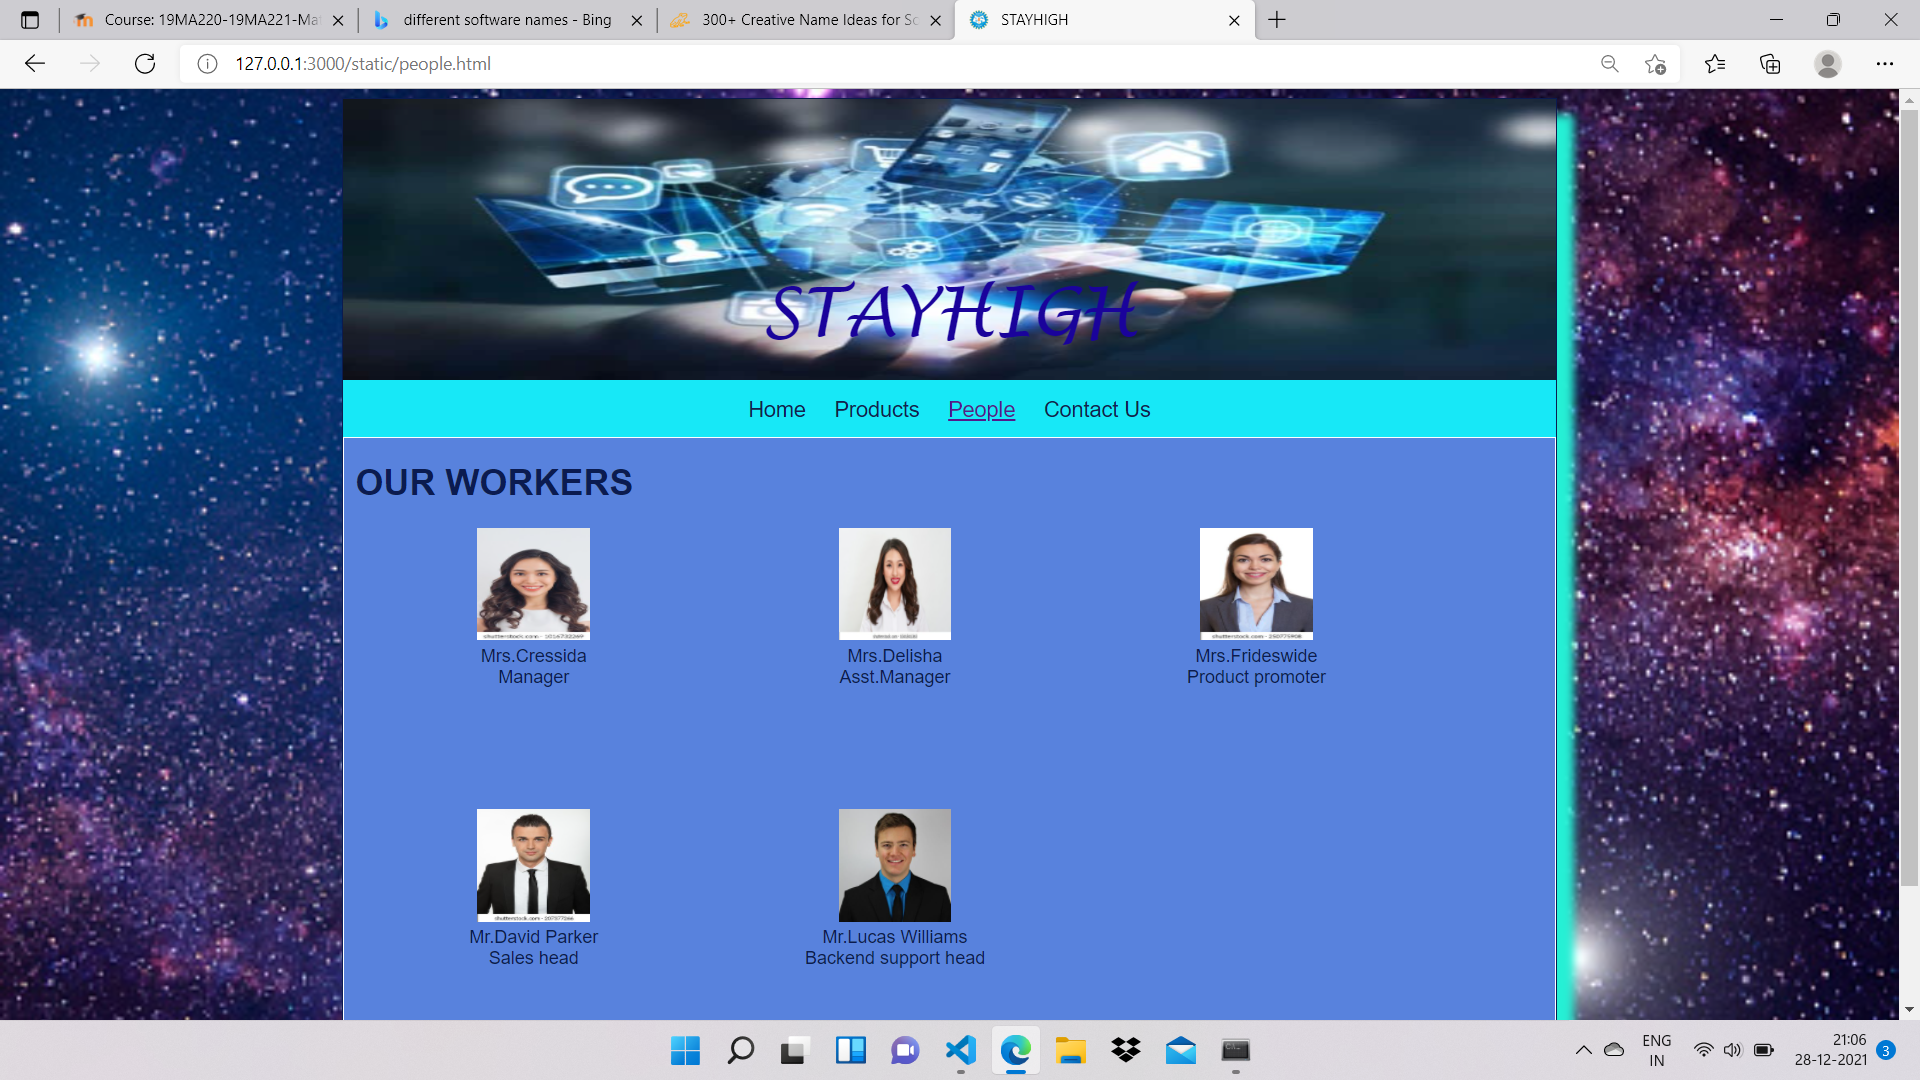 Course: 19MA220-19MA221-Ma
different software names - Bing
300+ Creative Name Ideas for So
STAYHIGH
127.0.0.1:3000/static/people.html
STAYHIGH
Home Products People Contact Us
OUR WORKERS
Mrs.Cressida
Manager
Mrs.Delisha
Asst.Manager
Mrs.Frideswide
Product promoter
Mr.David Parker
Sales head
Mr.Lucas Williams
Backend support head
ENG
IN
21:06
28-12-2021
3